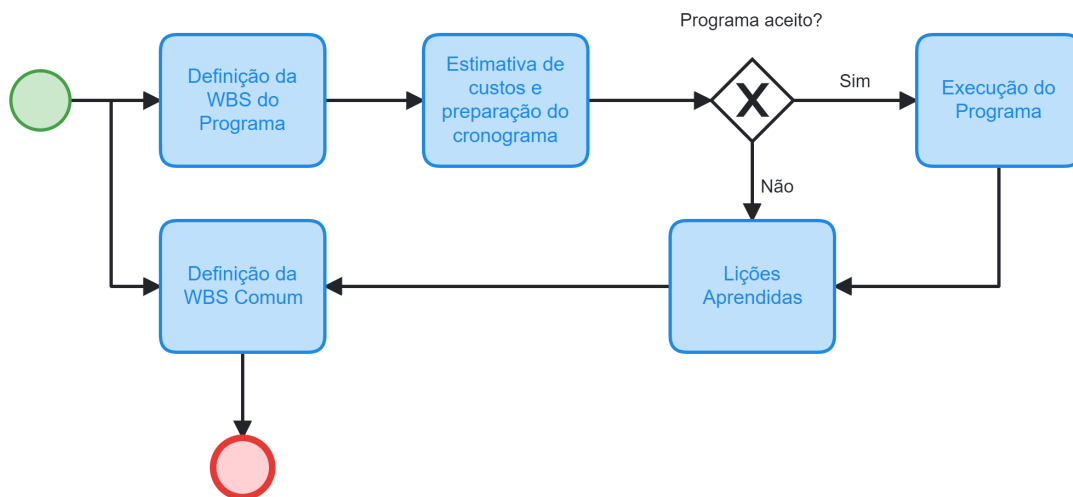 Programa aceito?
Definição da
WBS do
Programa
Estimativa de
custos e
preparação do
cronograma
X
Sim
Execução do
Programa
Não
Definição da
WBS Comum
Lições
Aprendidas